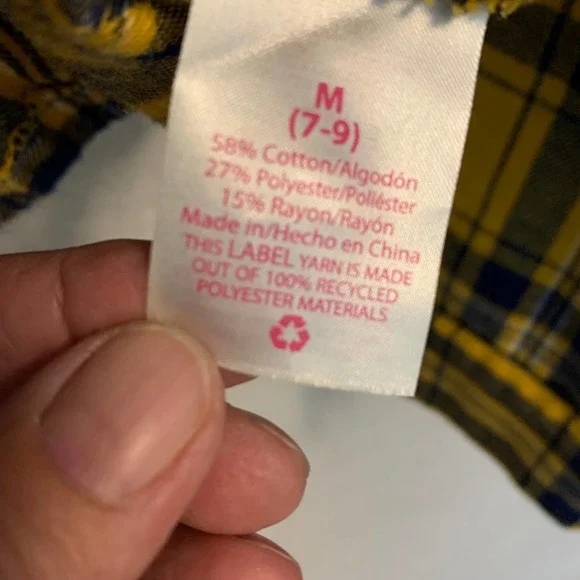 M
(7-9)
58% Cotton/Algodón
27% Polyester/Poliéster
15% Rayon/Rayón
Made in/Hecho en China
THIS LABEL YARN IS MADE
OUT OF 100% RECYCLED
POLYESTER MATERIALS